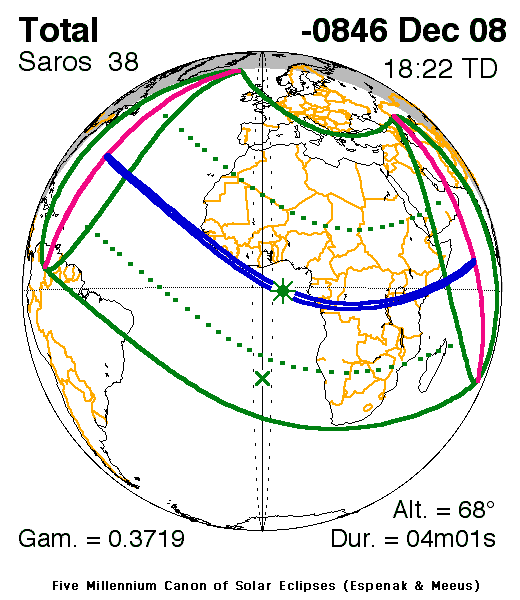 Total -0846 Dec 08
Saros 38 18:22 TD
Alt. = 68°
Gam. = 0.3719 Dur. = 04m01s
Five Millennium Canon of Solar Eclipses (Espenak & Meeus)